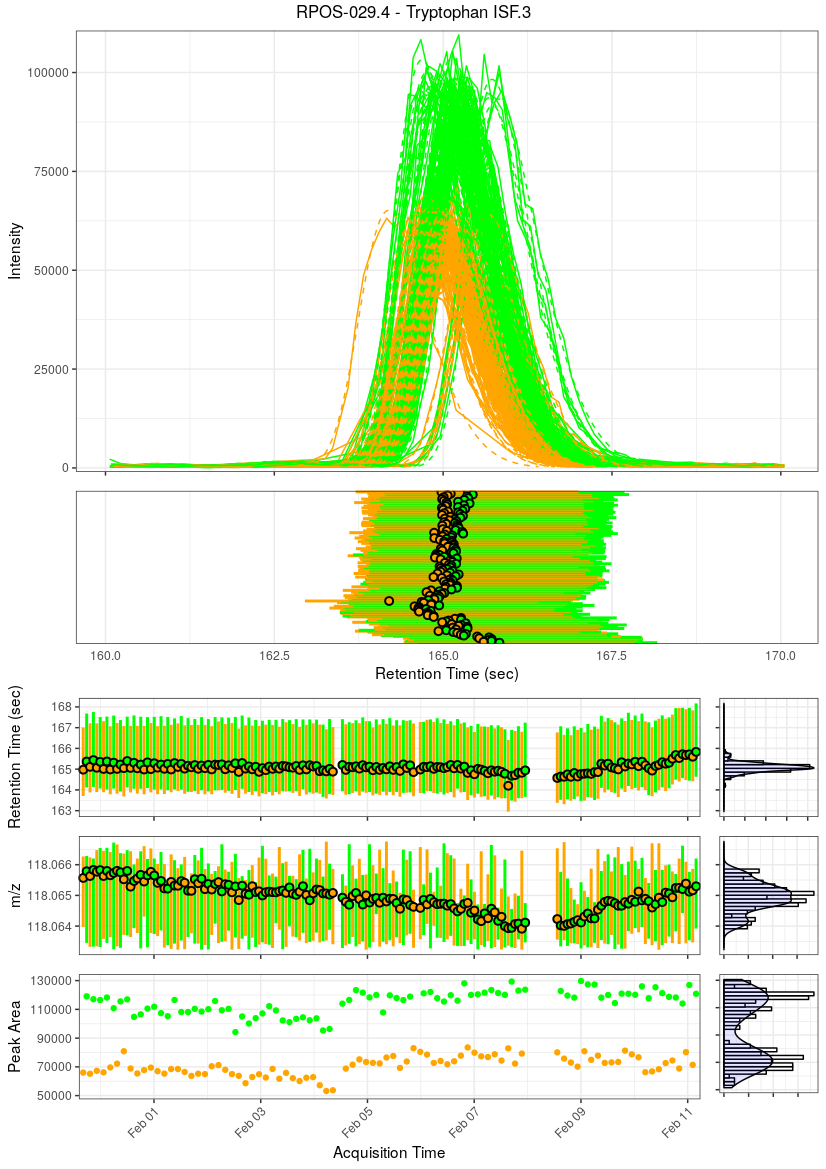 RPOS-029.4 - Tryptophan ISF.3
Intensity
100000
75000
50000
25000
0
160.0 162.5 165.0 167.5 170.0
Retention Time (sec)
Retention Time (sec)
168
167
166
165
164
163
m/z
118.066
118.065
118.064
Peak Area
130000
110000
90000
70000
50000
Feb 01 Feb 03 Feb 05 Feb 07 Feb 09 Feb 11
Acquisition Time